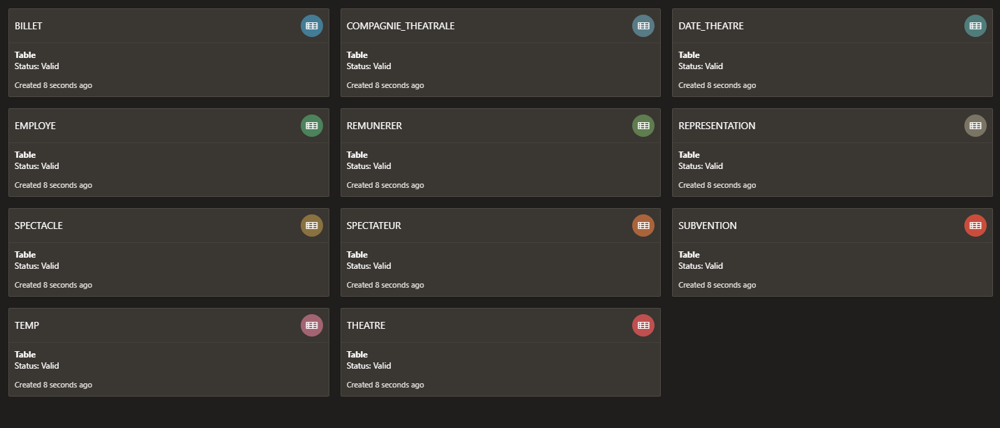 BILLET
Table
Status: Valid
Created 8 seconds ago
COMPAGNIE_THEATRALE
Table
Status: Valid
Created 8 seconds ago
DATE_THEATRE
Table
Status: Valid
Created 8 seconds ago
EMPLOYE
Table
Status: Valid
Created 8 seconds ago
REMUNERER
Table
Status: Valid
Created 8 seconds ago
REPRESENTATION
Table
Status: Valid
Created 8 seconds ago
SPECTACLE
Table
Status: Valid
Created 8 seconds ago
SPECTATEUR
Table
Status: Valid
Created 8 seconds ago
SUBVENTION
Table
Status: Valid
Created 8 seconds ago
TEMP
Table
Status: Valid
Created 8 seconds ago
THEATRE
Table
Status: Valid
Created 8 seconds ago